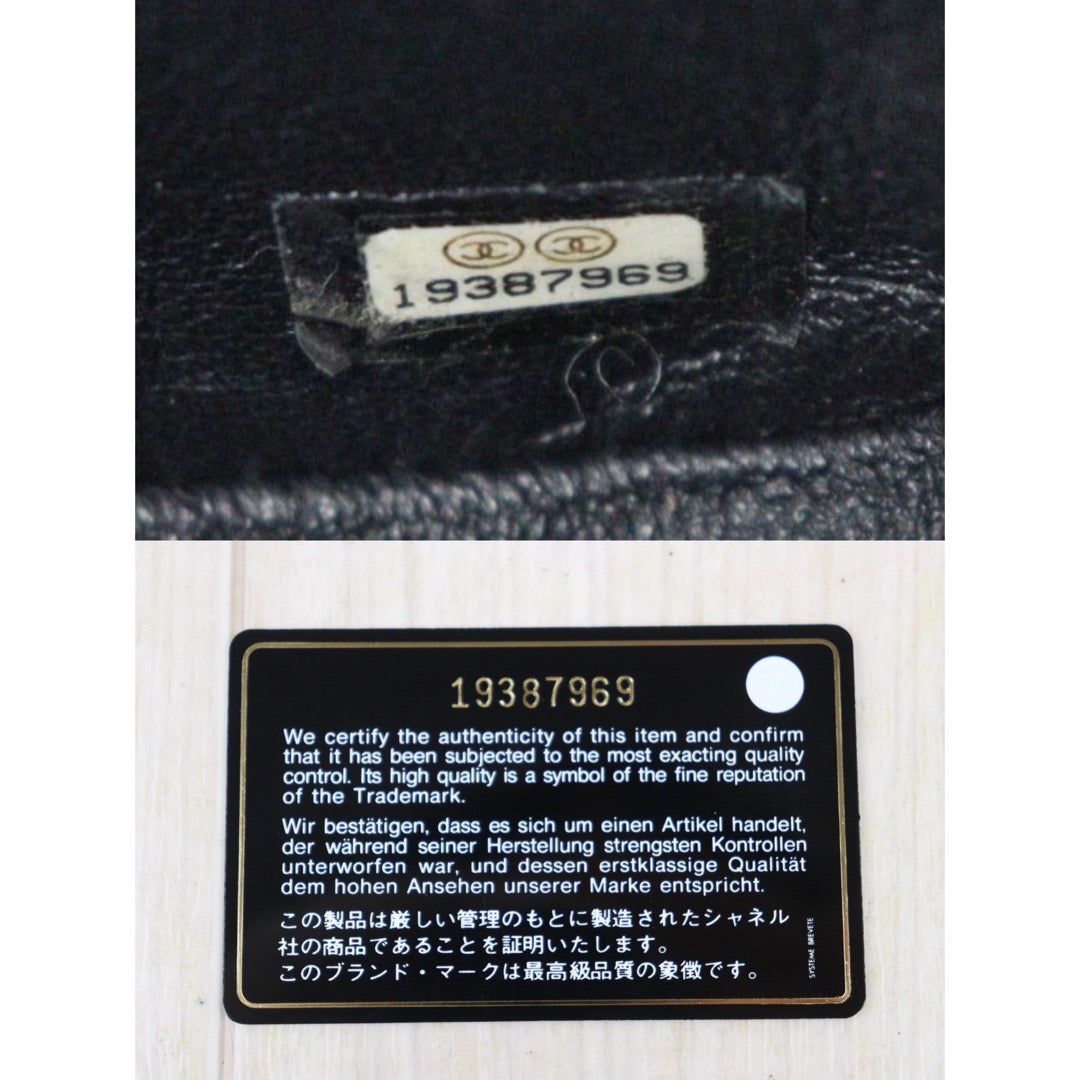 19387969
19387969
We certify the authenticity of this item and confirm
that it has been subjected to the most exacting quality
control. Its high quality is a symbol of the fine reputation
of the Trademark.
Wir bestätigen, dass es sich um einen Artikel handelt,
der während seiner Herstellung strengsten Kontrollen
unterworfen war, und dessen erstklassige Qualität
dem hohen Ansehen unserer Marke entspricht.
この製品は厳しい管理のもとに製造されたシャネル
社の商品であることを証明いたします。
このブランド・マークは最高級品質の象徴です。
SYSTEME BREVETE